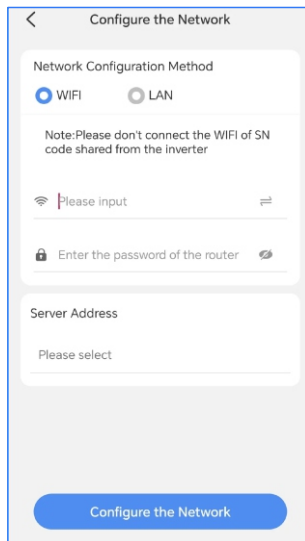 Configure the Network
Network Configuration Method
WIFI
LAN
Note:Please don't connect the WIFI of SN
code shared from the inverter
Please input
Enter the password of the router
Server Address
Please select
Configure the Network